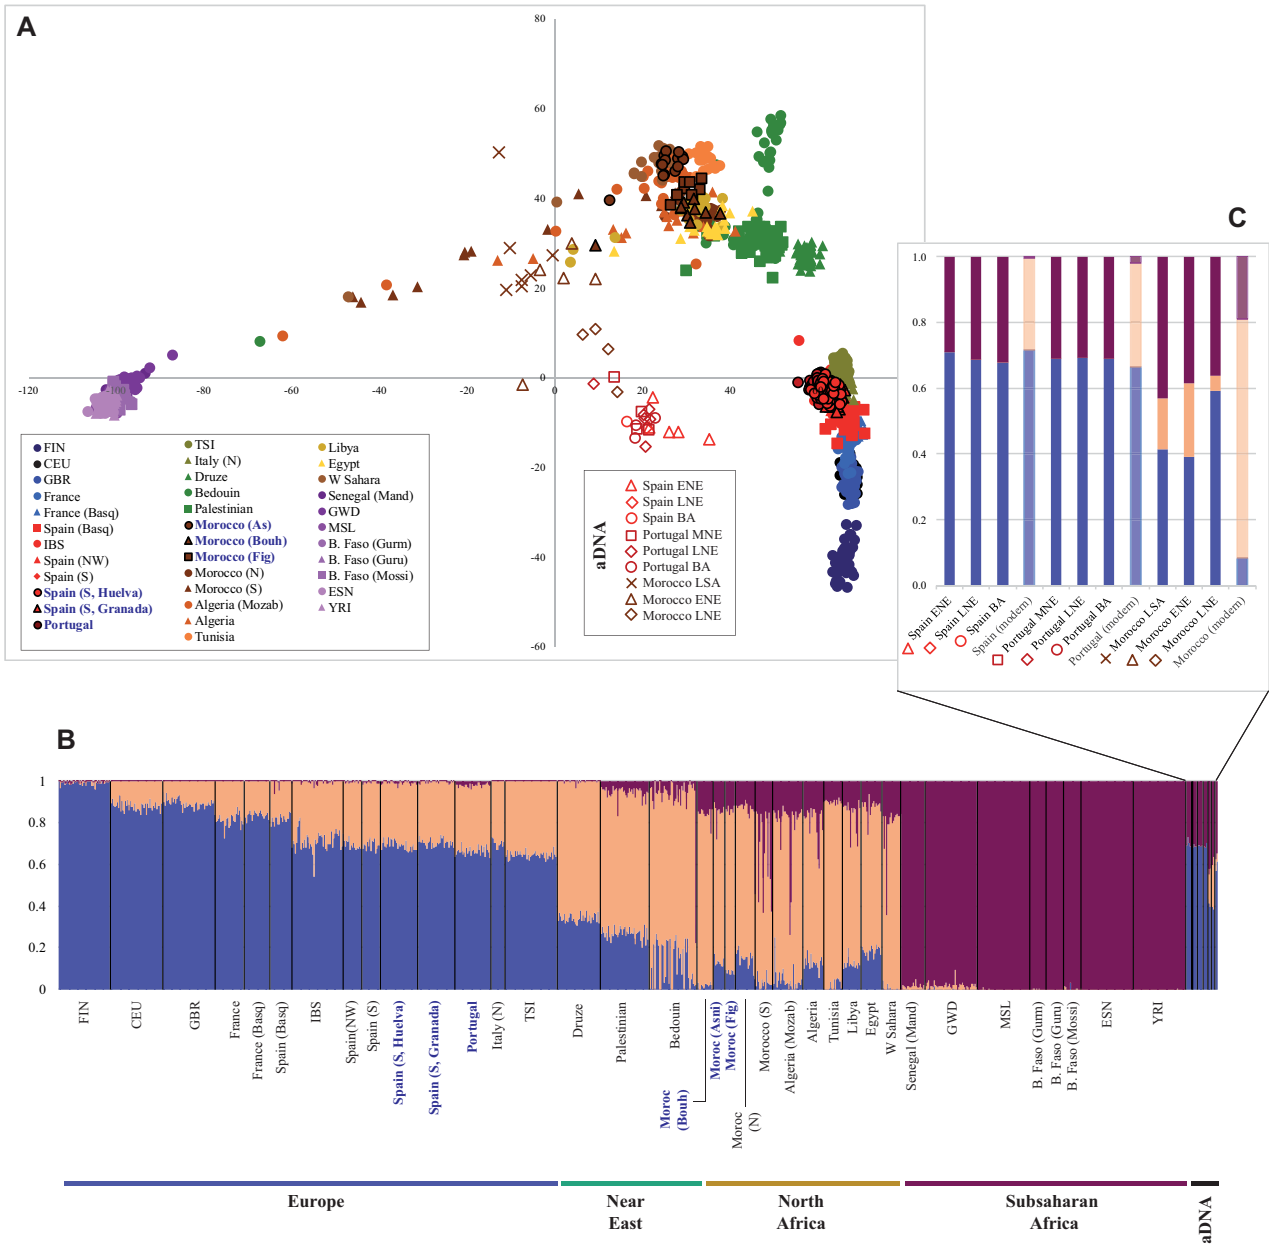 A
80
60
40
20
0
-20
-40
-60
-120
-100
-80
-60
-40
-20
20
40
FIN
CEU
GBR
France
France (Basq)
Spain (Basq)
IBS
Spain (NW)
Spain (S)
Spain (S, Huelva)
Spain (S, Granada)
Portugal
TSI
Italy (N)
Druze
Bedouin
Palestinian
Morocco (As)
Morocco (Bouh)
Morocco (Fig)
Morocco (N)
Morocco (S)
Algeria (Mozab)
Algeria
Tunisia
Libya
Egypt
W Sahara
Senegal (Mand)
GWD
MSL
B. Faso (Gurm)
B. Faso (Guru)
B. Faso (Mossi)
ESN
YRI
aDNA
Spain ENE
Spain LNE
Spain BA
Portugal MNE
Portugal LNE
Portugal BA
Morocco LSA
Morocco ENE
Morocco LNE
C
1.0
0.8
0.6
0.4
0.2
0.0
Spain ENE
Spain LNE
Spain BA
Spain (modern)
Portugal MNE
Portugal LNE
Portugal BA
Portugal (modern)
Morocco LSA
Morocco ENE
Morocco LNE
Morocco (modern)
B
1
0.8
0.6
0.4
0.2
0
FIN
CEU
GBR
France
France (Basq)
Spain (Basq)
IBS
Spain(NW)
Spain (S)
Spain (S, Huelva)
Spain (S, Granada)
Portugal
Italy (N)
TSI
Druze
Palestinian
Bedouin
Moroc
(Bouh)
Moroc (Asni)
Moroc (Fig)
Moroc
(N)
Morocco (S)
Algeria (Mozab)
Algeria
Tunisia
Libya
Egypt
W Sahara
Senegal (Mand)
GWD
MSL
B. Faso (Gurm)
B. Faso (Guru)
B. Faso (Mossi)
ESN
YRI
Europe
Near
East
North
Africa
Subsaharan
Africa
aDNA